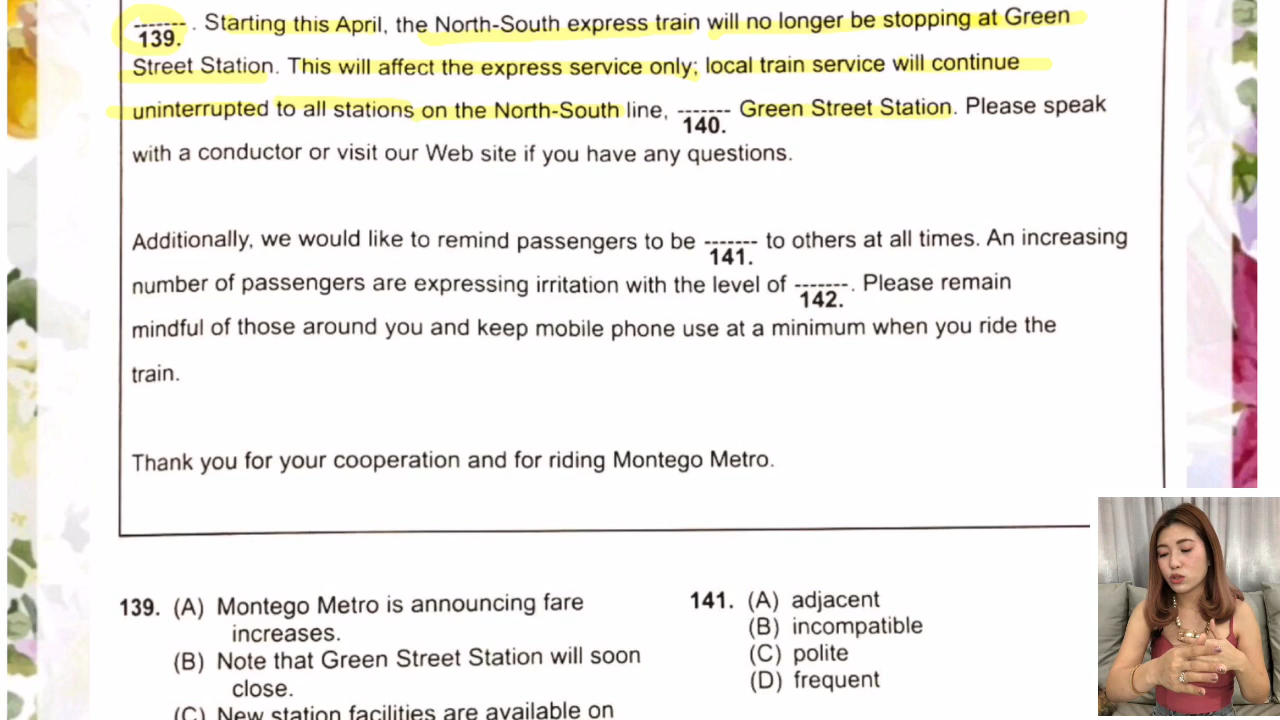 ------- . Starting this April, the North-South express train will no longer be stopping at Green
139.
Street Station. This will affect the express service only; local train service will continue
uninterrupted to all stations on the North-South line, ------- Green Street Station. Please speak
140.
with a conductor or visit our Web site if you have any questions.
Additionally, we would like to remind passengers to be ------- to others at all times. An increasing
141.
number of passengers are expressing irritation with the level of -------. Please remain
142.
mindful of those around you and keep mobile phone use at a minimum when you ride the
train.
Thank you for your cooperation and for riding Montego Metro.
139. (A) Montego Metro is announcing fare
increases.
(B) Note that Green Street Station will soon
close.
(C) New station facilities are available on
141. (A) adjacent
(B) incompatible
(C) polite
(D) frequent